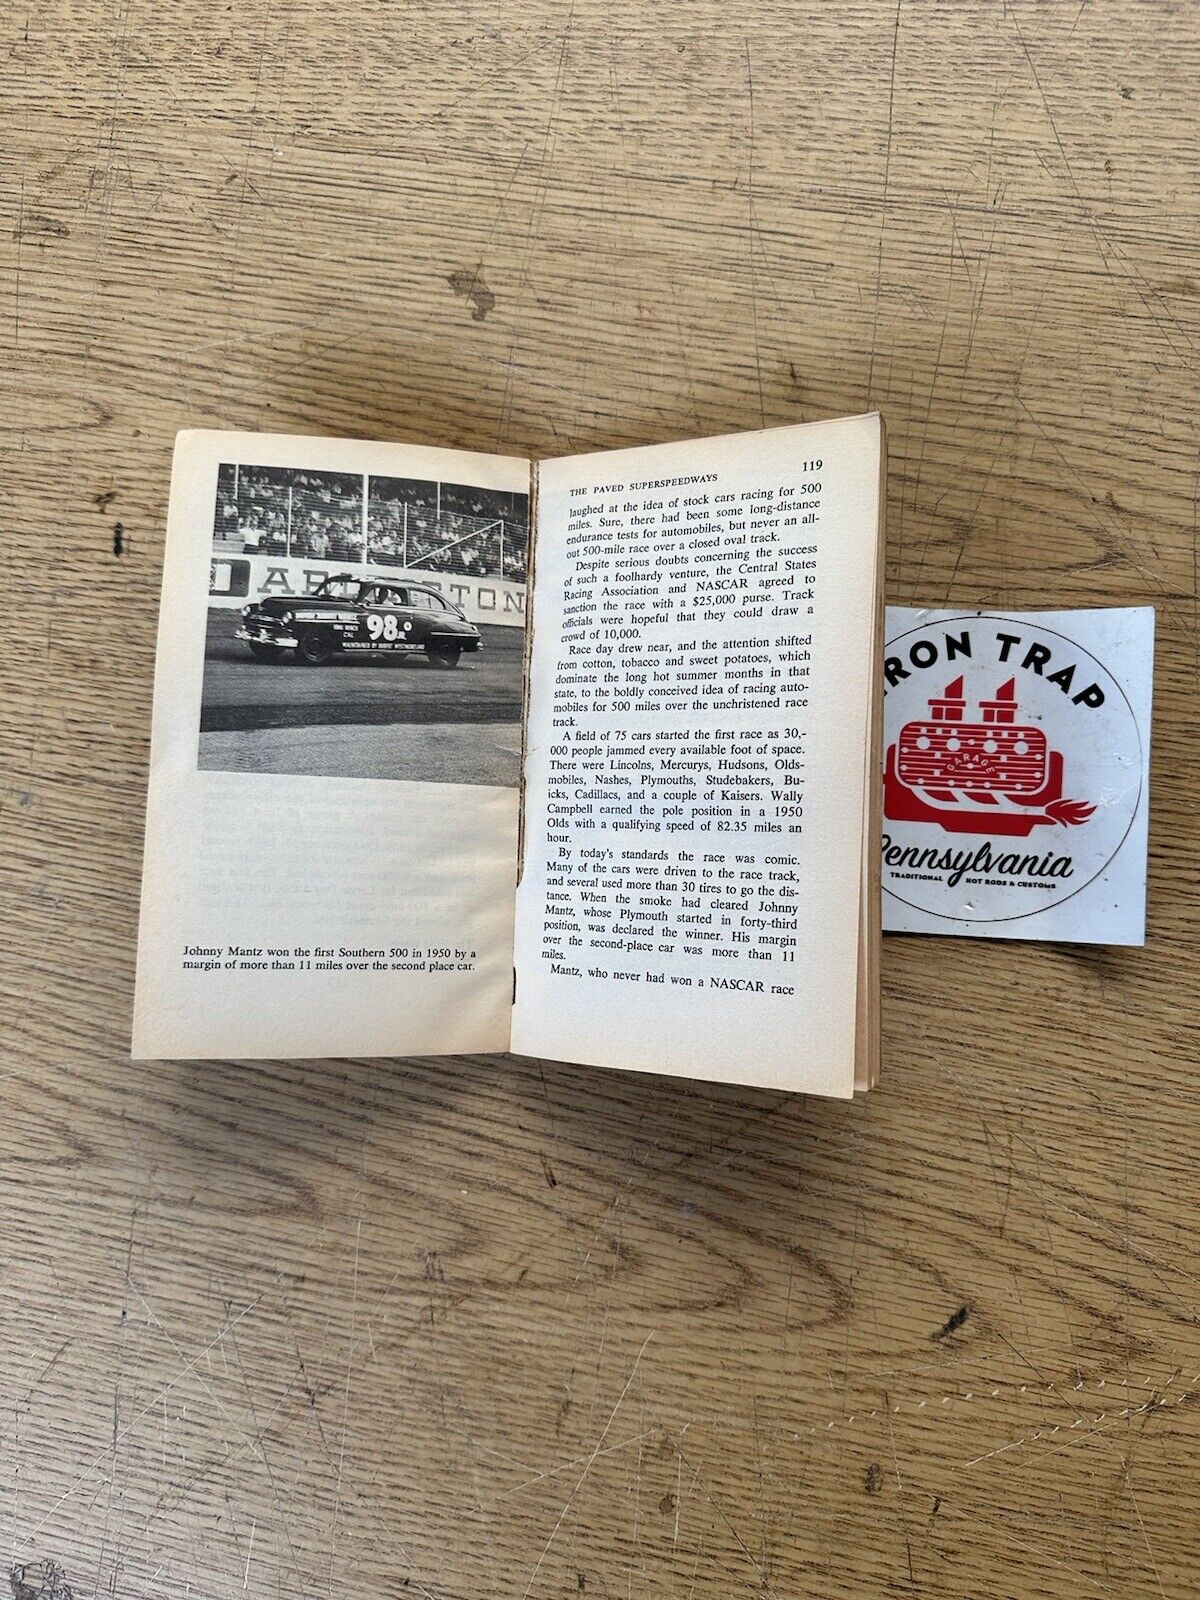 DARLINGTON
98 JR.
LONG BEACH
CAL.
Johnny Mantz won the first Southern 500 in 1950 by a
margin of more than 11 miles over the second place car.
THE PAVED SUPERSPEEDWAYS 119
laughed at the idea of stock cars racing for 500
miles. Sure, there had been some long-distance
endurance tests for automobiles, but never an all-
out 500-mile race over a closed oval track.
Despite serious doubts concerning the success
of such a foolhardy venture, the Central States
Racing Association and NASCAR agreed to
sanction the race with a $25,000 purse. Track
officials were hopeful that they could draw a
crowd of 10,000.
Race day drew near, and the attention shifted
from cotton, tobacco and sweet potatoes, which
dominate the long hot summer months in that
state, to the boldly conceived idea of racing auto-
mobiles for 500 miles over the unchristened race
track.
A field of 75 cars started the first race as 30,-
000 people jammed every available foot of space.
There were Lincolns, Mercurys, Hudsons, Olds-
mobiles, Nashes, Plymouths, Studebakers, Bu-
icks, Cadillacs, and a couple of Kaisers. Wally
Campbell earned the pole position in a 1950
Olds with a qualifying speed of 82.35 miles an
hour.
By today's standards the race was comic.
Many of the cars were driven to the race track,
and several used more than 30 tires to go the dis-
tance. When the smoke had cleared Johnny
Mantz, whose Plymouth started in forty-third
position, was declared the winner. His margin
over the second-place car was more than 11
miles.
Mantz, who never had won a NASCAR race
IRON TRAP
GARAGE
Pennsylvania
TRADITIONAL HOT RODS & CUSTOMS